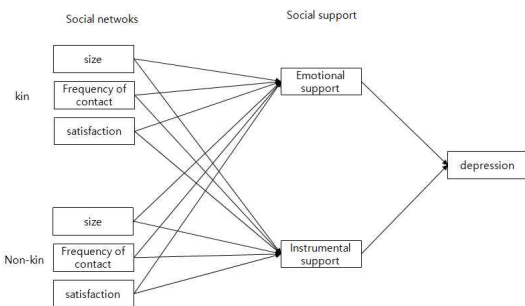 Social netwoks
Social support
size
Emotional
support
kin
Frequency of
contact
satisfaction
depression
size
Non-kin
Frequency of
contact
Instrumental
support
satisfaction